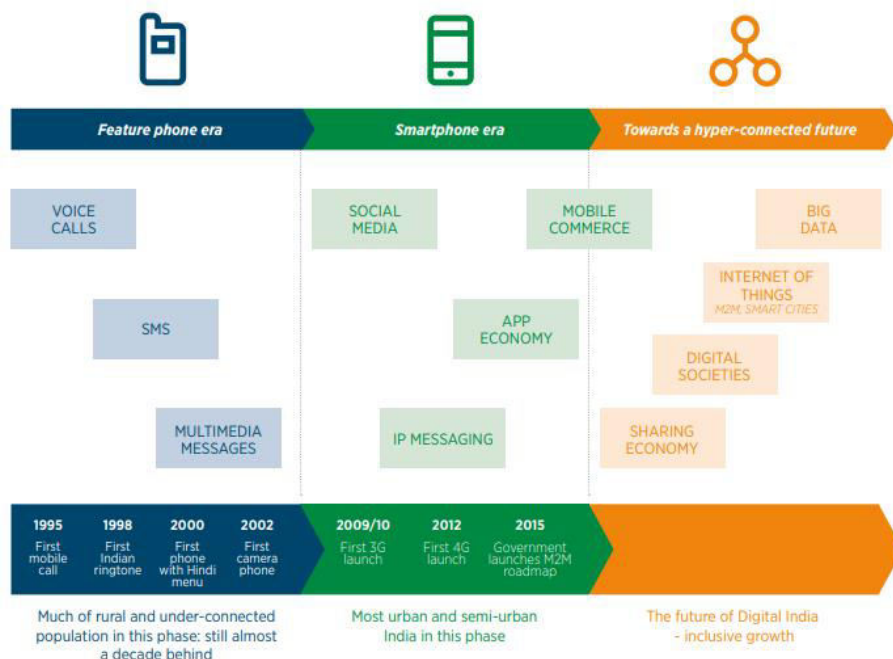 Feature phone era
Smartphone era
Towards a hyper-connected future
VOICE
CALLS
SOCIAL
MEDIA
MOBILE
COMMERCE
BIG
DATA
INTERNET OF
THINGS
M2M, SMART CITIES
SMS
APP
ECONOMY
DIGITAL
SOCIETIES
MULTIMEDIA
MESSAGES
IP MESSAGING
SHARING
ECONOMY
1995
First
mobile
call
1998
First
Indian
ringtone
2000
First
phone
with Hindi
menu
2002
First
camera
phone
2009/10
First 3G
launch
2012
First 4G
launch
2015
Government
launches M2M
roadmap
Much of rural and under-connected
population in this phase: still almost
a decade behind
Most urban and semi-urban
India in this phase
The future of Digital India
- inclusive growth